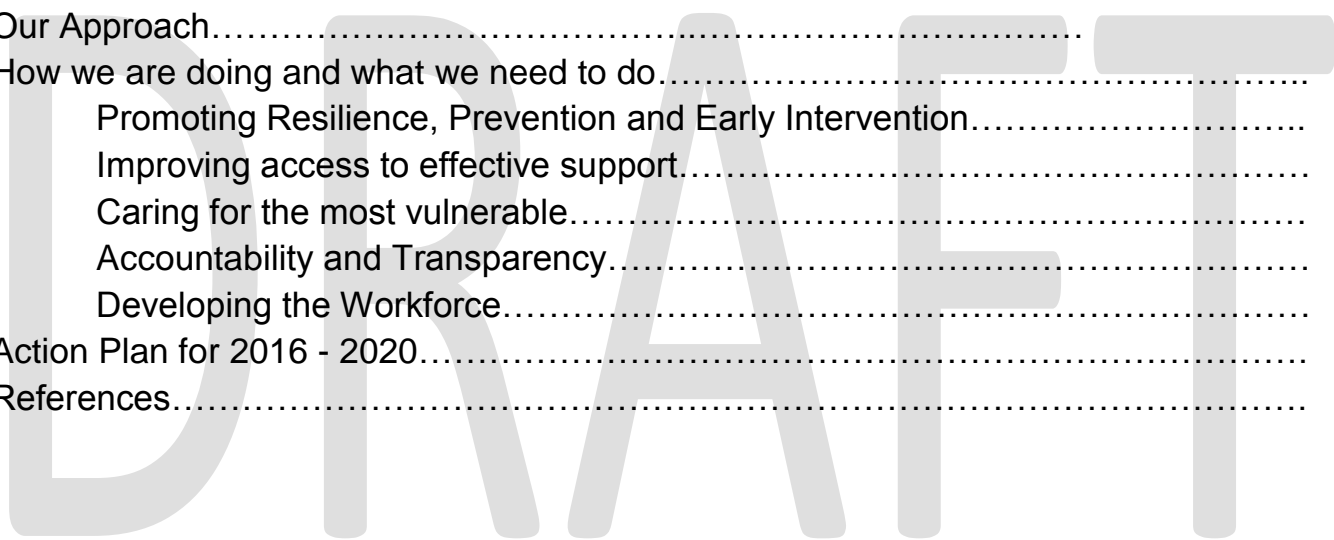 Our Approach……………..……………………..……………………………
How we are doing and what we need to do..…………………………………………………...
Promoting Resilience, Prevention and Early Intervention………………………...
Improving access to effective support………………………………………………
Caring for the most vulnerable………………….……………………………………
Accountability and Transparency……………………………………………………
Developing the Workforce……………………………………………………………
Action Plan for 2016 - 2020……………….……………………………………………………….
References……………………………………………………………………………………….
DRAFT